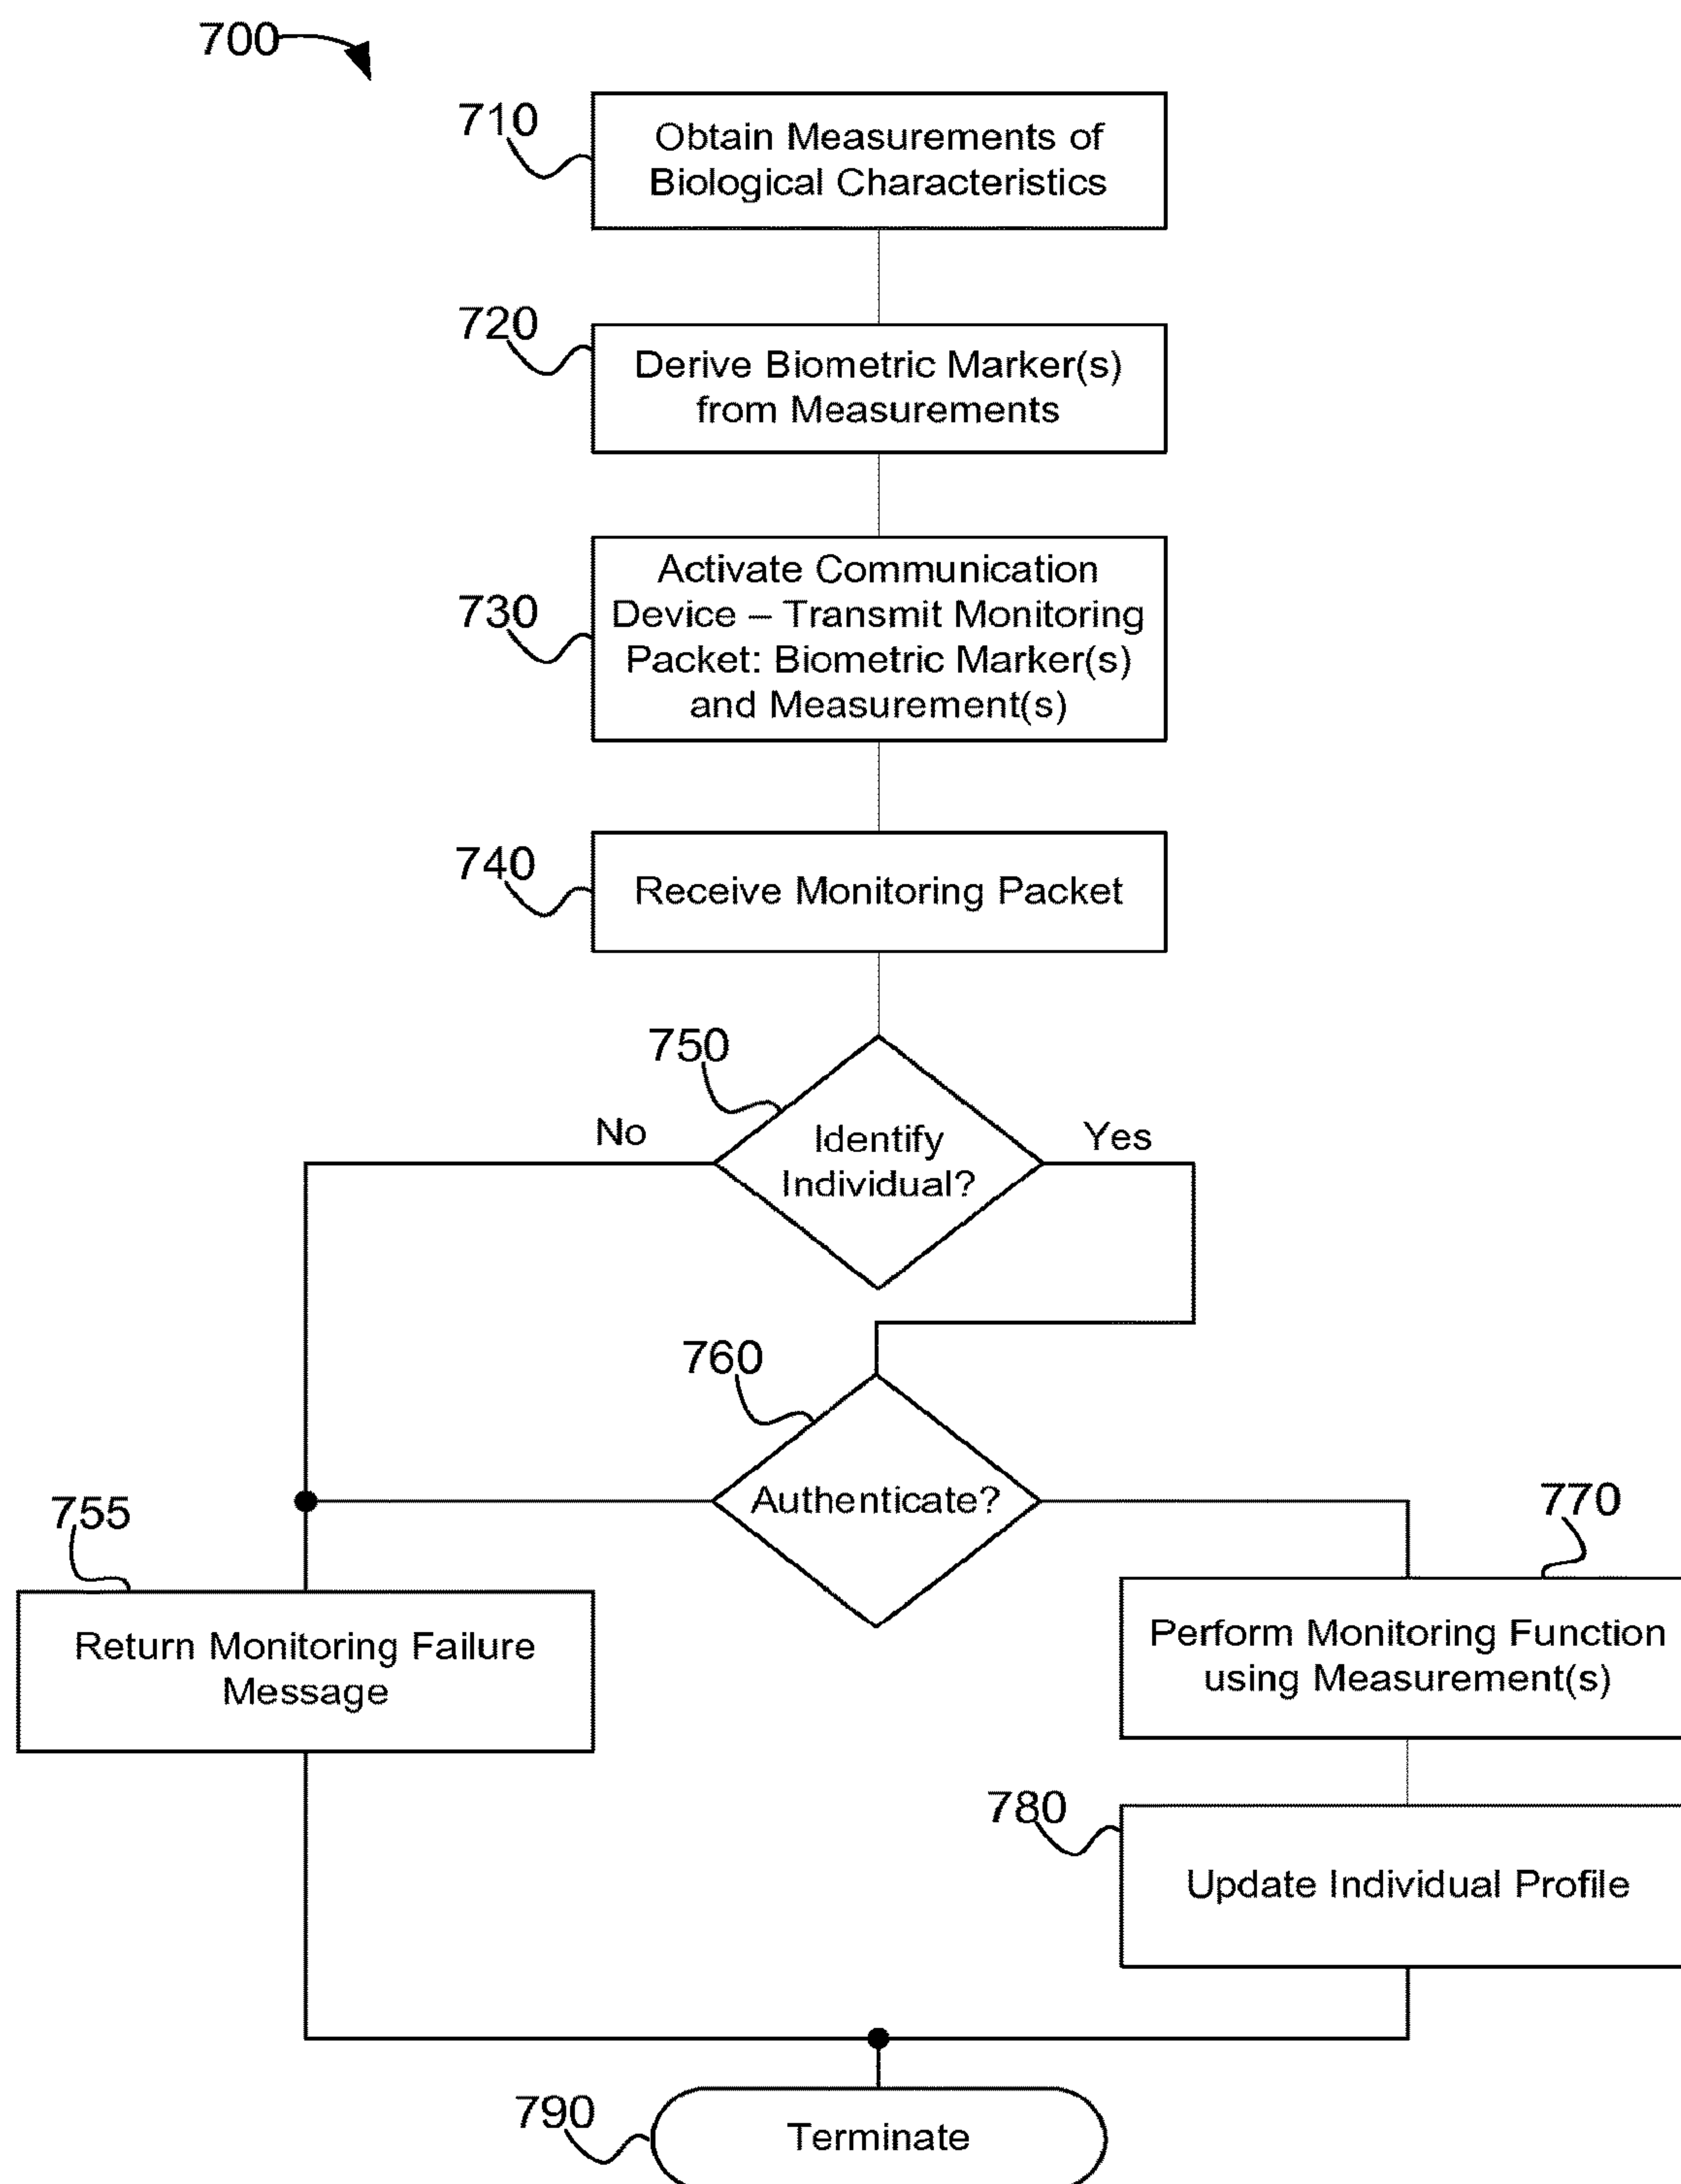 700
710
Obtain Measurements of
Biological Characteristics
720
Derive Biometric Marker(s)
from Measurements
730
Activate Communication
Device – Transmit Monitoring
Packet: Biometric Marker(s)
and Measurement(s)
740
Receive Monitoring Packet
750
No
Yes
Identify
Individual?
760
Authenticate?
755
Return Monitoring Failure
Message
770
Perform Monitoring Function
using Measurement(s)
780
Update Individual Profile
790
Terminate